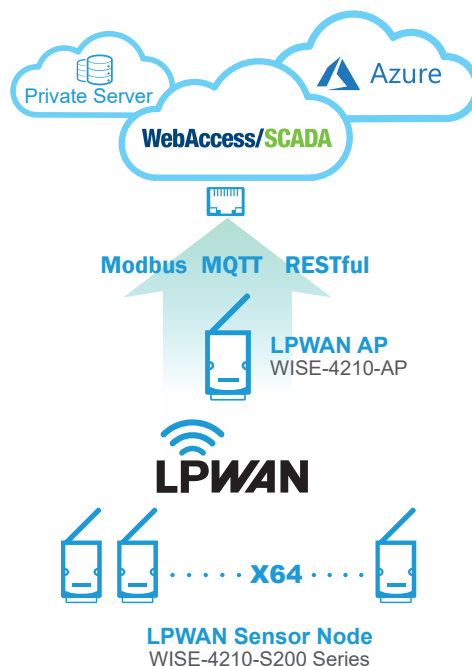 Private Server
Azure
WebAccess/SCADA
Modbus MQTT RESTful
LPWAN AP
WISE-4210-AP
LPWAN
X64
LPWAN Sensor Node
WISE-4210-S200 Series